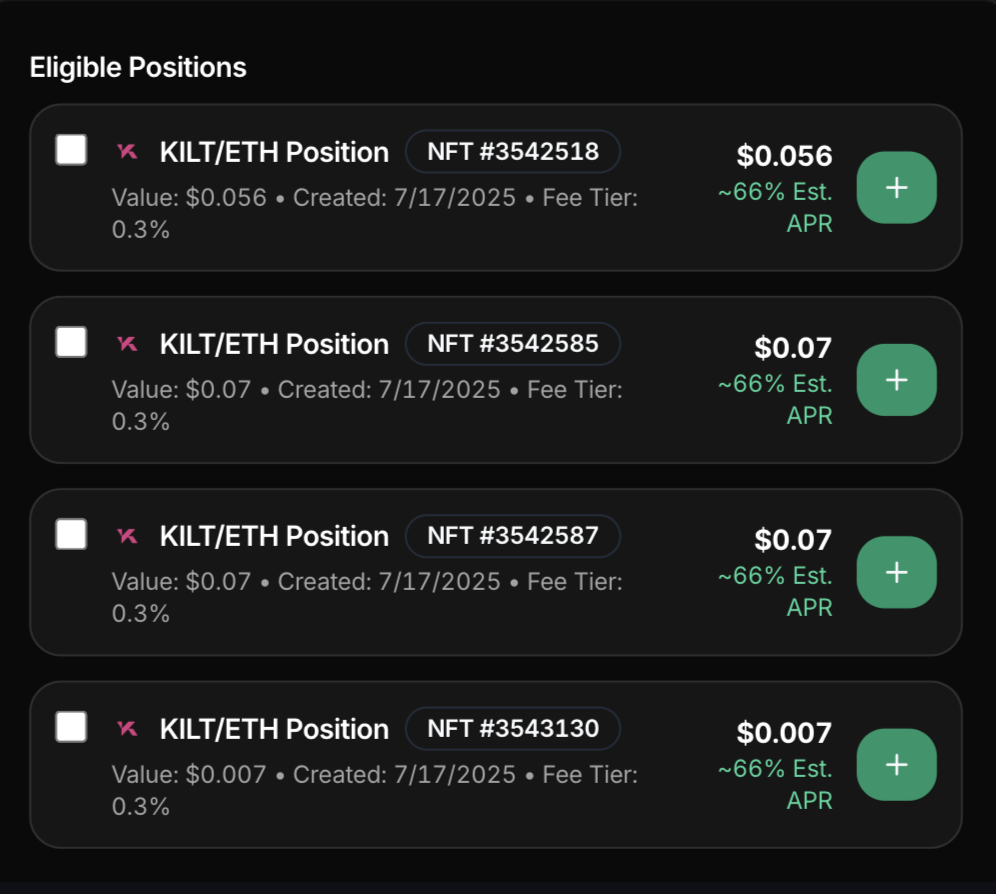 Eligible Positions
KILT/ETH Position NFT #3542518
Value: $0.056 • Created: 7/17/2025 • Fee Tier:
0.3%
$0.056
~66% Est.
APR
+
KILT/ETH Position NFT #3542585
Value: $0.07 • Created: 7/17/2025 • Fee Tier:
0.3%
$0.07
~66% Est.
APR
+
KILT/ETH Position NFT #3542587
Value: $0.07 • Created: 7/17/2025 • Fee Tier:
0.3%
$0.07
~66% Est.
APR
+
KILT/ETH Position NFT #3543130
Value: $0.007 • Created: 7/17/2025 • Fee Tier:
0.3%
$0.007
~66% Est.
APR
+